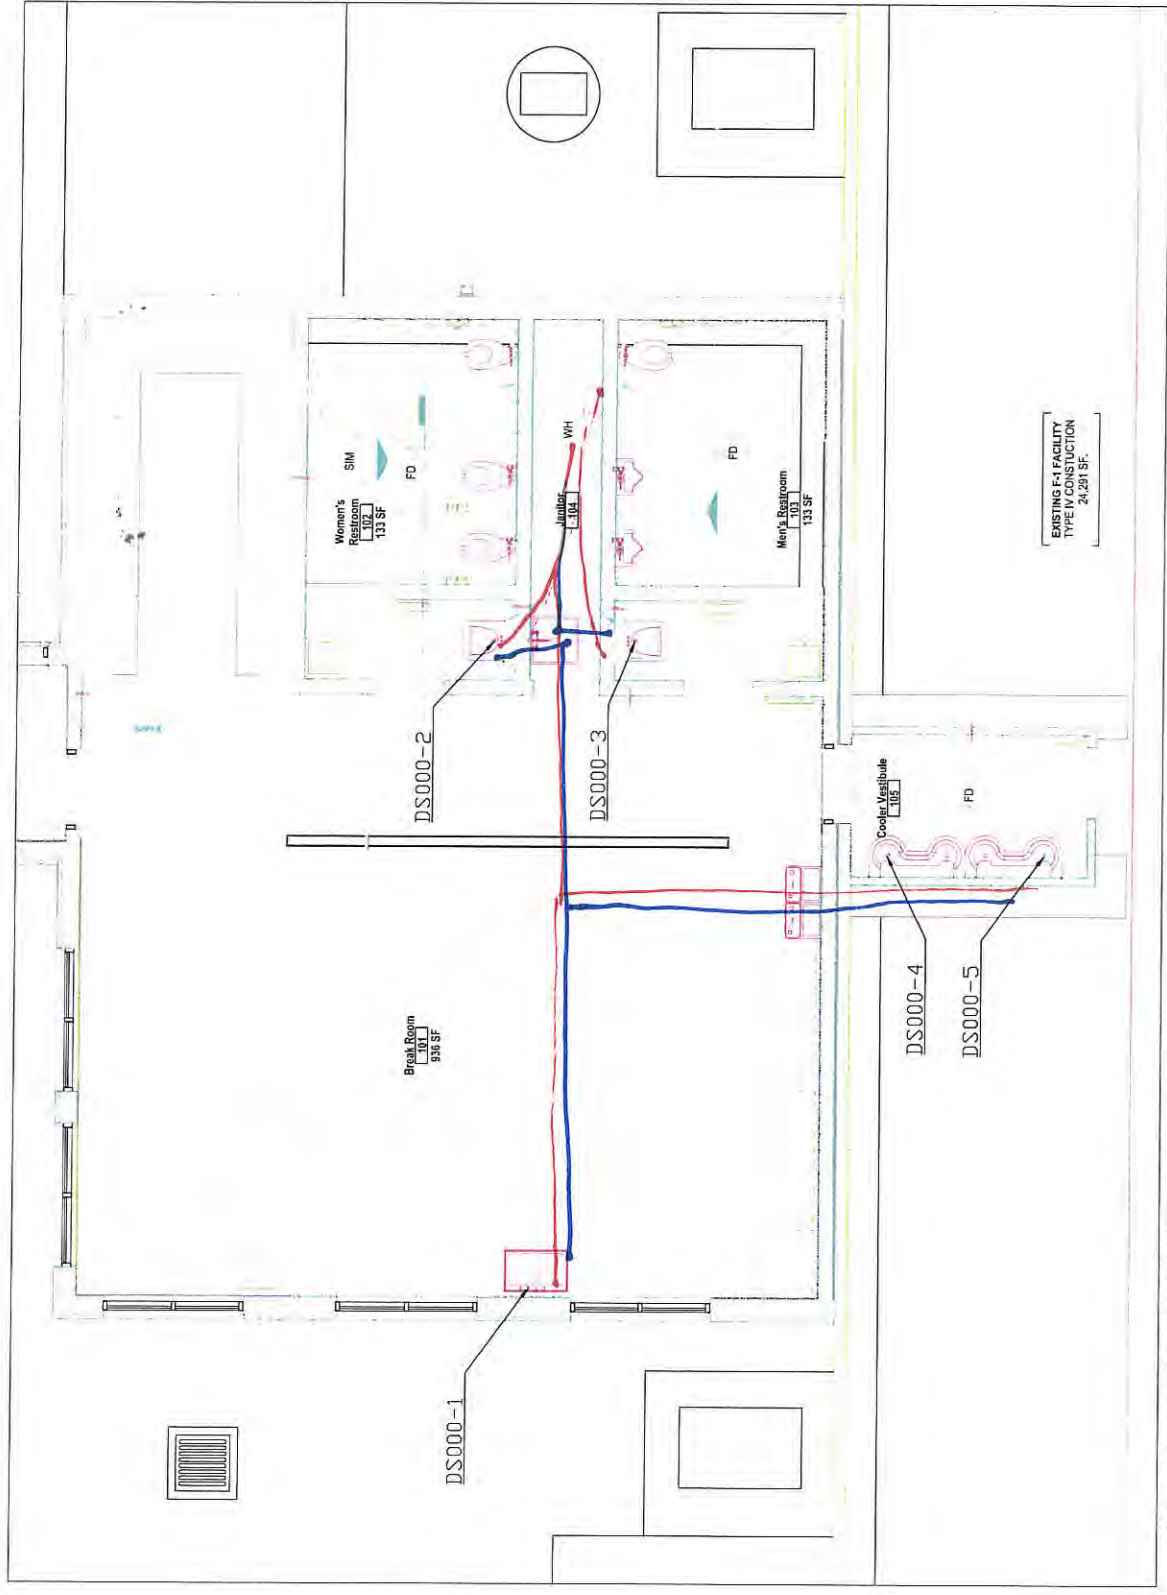 SIM
FD
Women's
Restroom
102
133 SF
WH
Janitor
104
FD
Men's Restroom
103
133 SF
EXISTING F-1 FACILITY
TYPE IV CONSTUCTION
24,291 SF.
DS000-2
DS000-3
Cooler Vestibule
105
FD
Break Room
101
936 SF
DS000-4
DS000-5
DS000-1